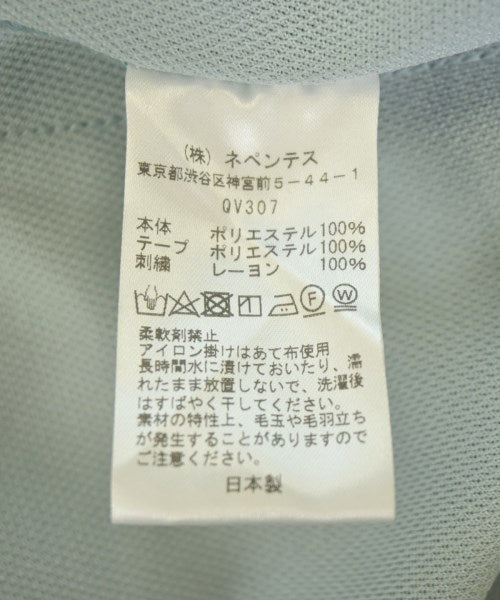 (株) ネペンテス
東京都渋谷区神宮前5-44-1
QV307
本体 ポリエステル 100%
テープ ポリエステル 100%
刺繍 レーヨン 100%
F W
柔軟剤禁止
アイロン掛けはあて布使用
長時間水に漬けておいたり、濡
れたまま放置しないで、洗濯後
はすばやく干してください。
素材の特性上、毛玉や毛羽立ち
が発生することがありますので
ご注意ください。
日本製